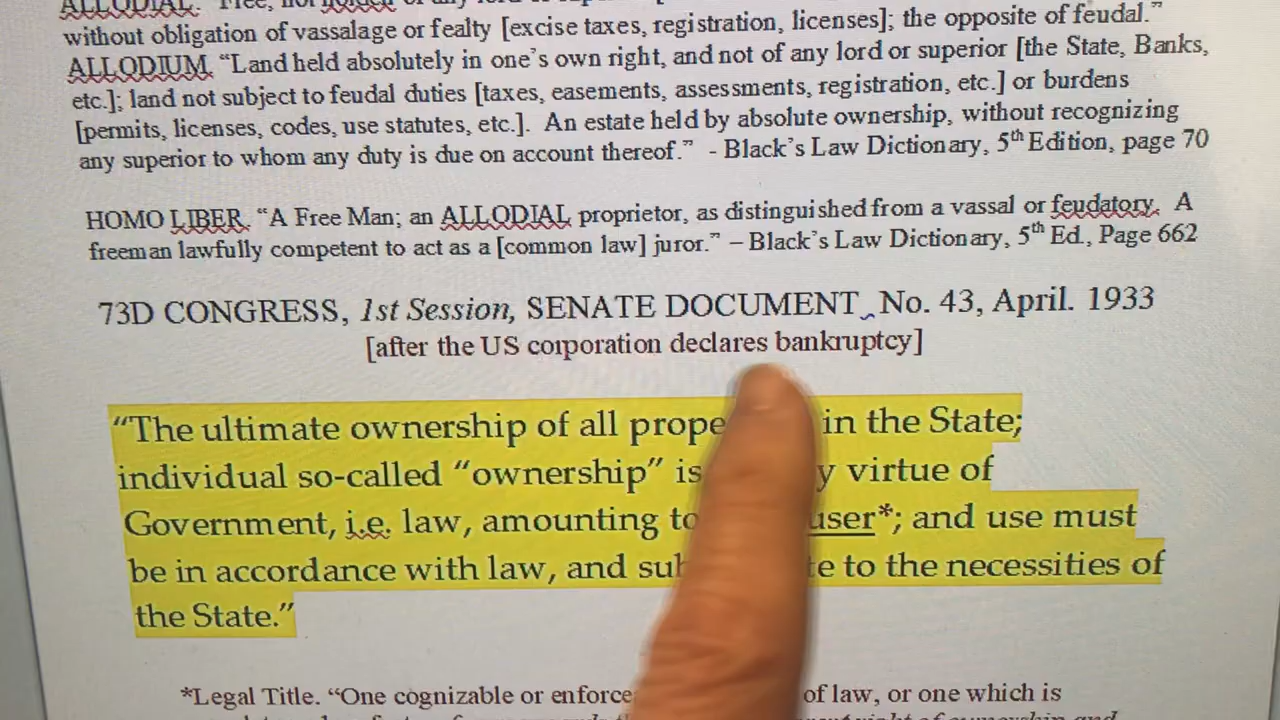 ALLODIAL. "Free,
without obligation of vassalage or fealty [excise taxes, registration, licenses]; the opposite of feudal."
ALLODIUM. "Land held absolutely in one's own right, and not of any lord or superior [the State, Banks,
etc.]; land not subject to feudal duties [taxes, easements, assessments, registration, etc.] or burdens
[permits, licenses, codes, use statutes, etc.]. An estate held by absolute ownership, without recognizing
any superior to whom any duty is due on account thereof." - Black's Law Dictionary, 5th Edition, page 70
HOMO LIBER. "A Free Man; an ALLODIAL proprietor, as distinguished from a vassal or feudatory. A
freeman lawfully competent to act as a [common law] juror." – Black's Law Dictionary, 5th Ed., Page 662
73D CONGRESS, 1st Session, SENATE DOCUMENT No. 43, April. 1933
[after the US corporation declares bankruptcy]
"The ultimate ownership of all prope in the State;
individual so-called "ownership" is y virtue of
Government, i.e. law, amounting to user*; and use must
be in accordance with law, and sub te to the necessities of
the State."
*Legal Title. "One cognizable or enforce of law, or one which is